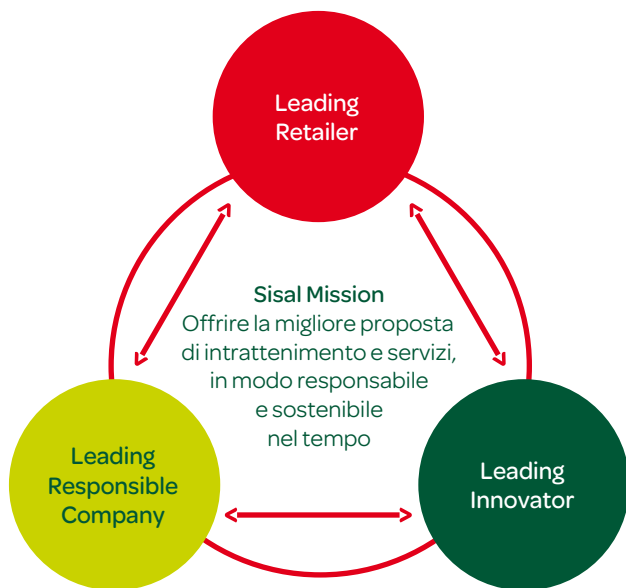 Leading
Retailer
Sisal Mission
Offrire la migliore proposta
di intrattenimento e servizi,
in modo responsabile
e sostenibile
nel tempo
Leading
Responsible
Company
Leading
Innovator